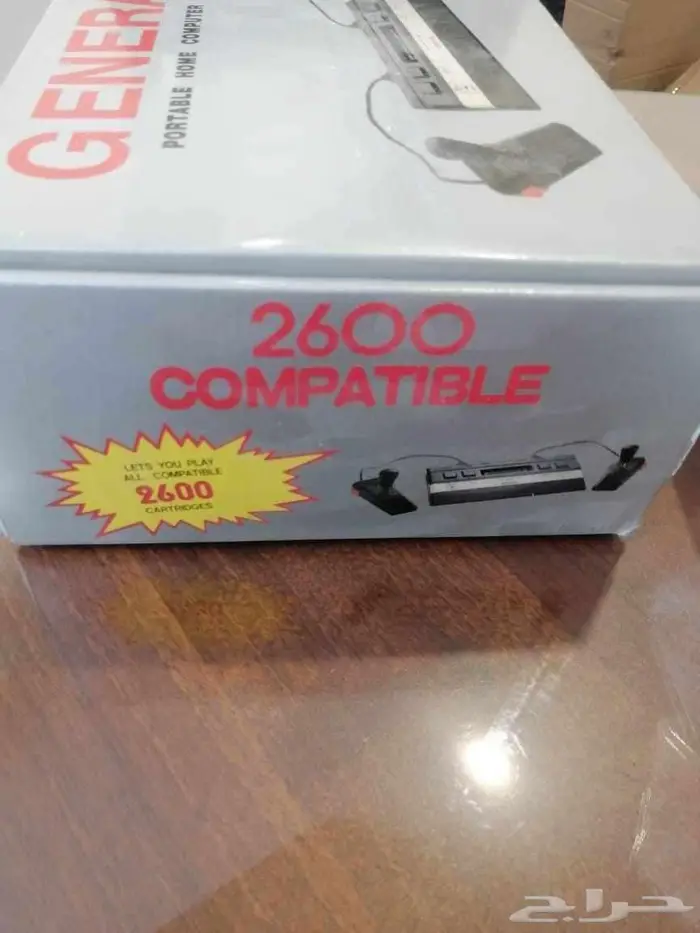 GENERA
PORTABLE HOME COMPUTER
2600
COMPATIBLE
LETS YOU PLAY
ALL COMPATIBLE
2600
CARTRIDGES
حراج